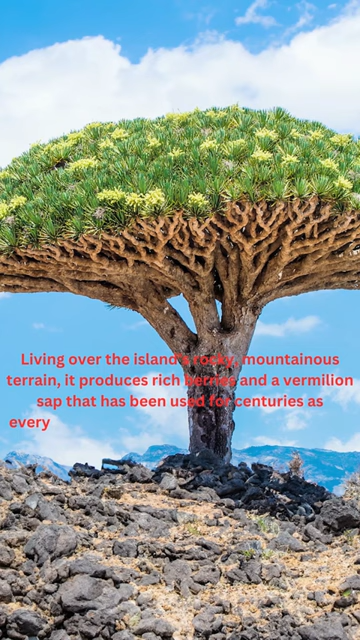 Living over the island's rocky, mountainous
terrain, it produces rich berries and a vermilion
sap that has been used for centuries as
every